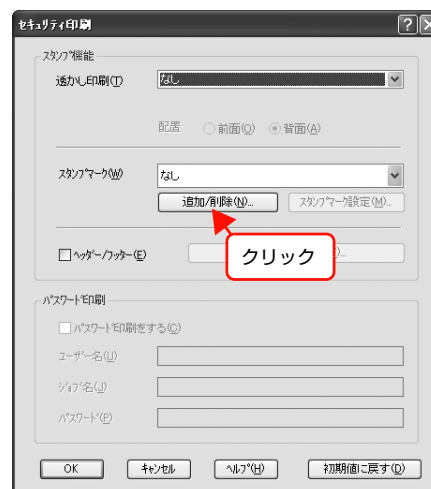 セキュリティ印刷
スタンプ機能
透かし印刷(T) なし
配置 前面(O) 背面(A)
スタンプマーク(W) なし
追加/削除(N)... スタンプマーク設定(M)...
ヘッダー/フッター(E)
クリック
パスワード印刷
パスワード印刷をする(C)
ユーザー名(U)
ジョブ名(J)
パスワード(P)
OK キャンセル ヘルプ(H) 初期値に戻す(D)